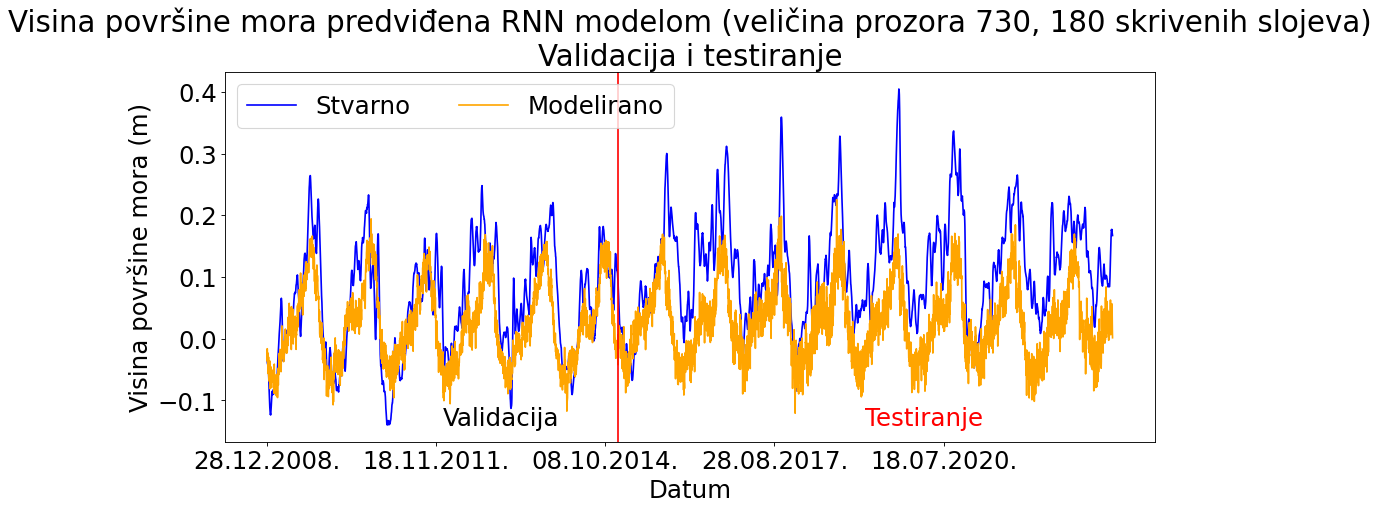 Visina površine mora predviđena RNN modelom (veličina prozora 730, 180 skrivenih slojeva)
Validacija i testiranje
Stvarno
Modelirano
Visina površine mora (m)
0.4
0.3
0.2
0.1
0.0
−0.1
Validacija
Testiranje
28.12.2008.
18.11.2011.
08.10.2014.
28.08.2017.
18.07.2020.
Datum